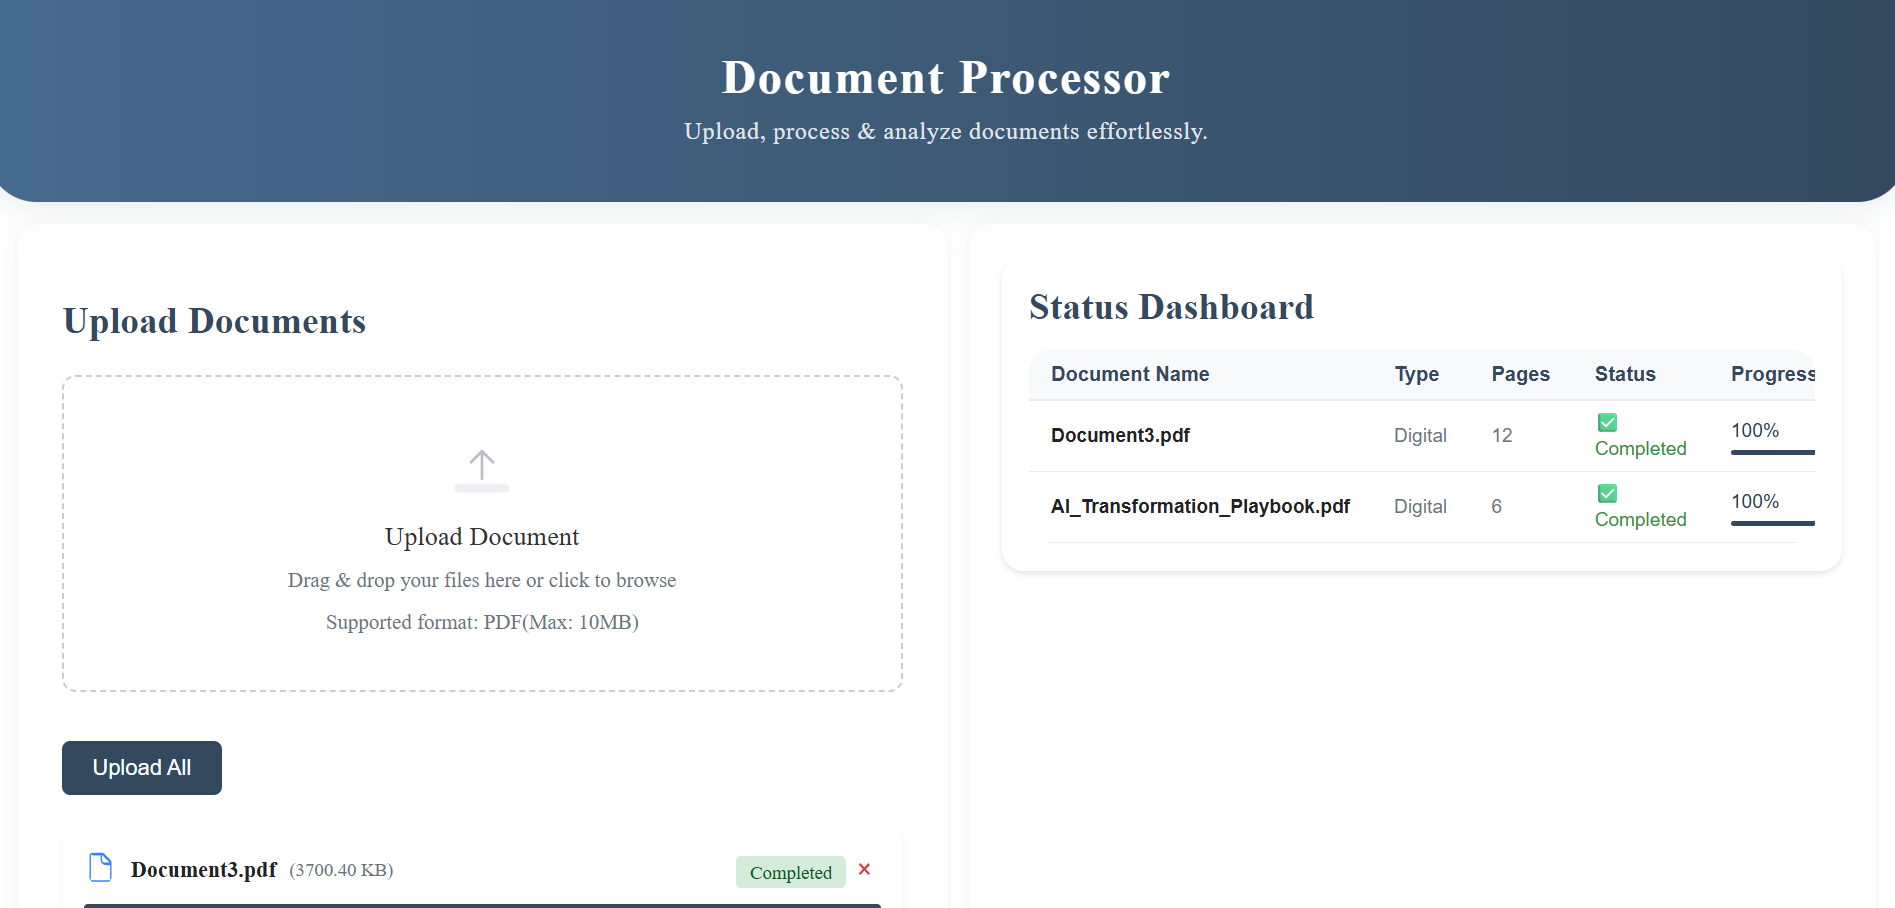 Document Processor
Upload, process & analyze documents effortlessly.
Upload Documents
Upload Document
Drag & drop your files here or click to browse
Supported format: PDF(Max: 10MB)
Upload All
Document3.pdf (3700.40 KB) Completed ×
Status Dashboard
Document Name Type Pages Status Progress
Document3.pdf Digital 12 Completed 100%
AI_Transformation_Playbook.pdf Digital 6 Completed 100%